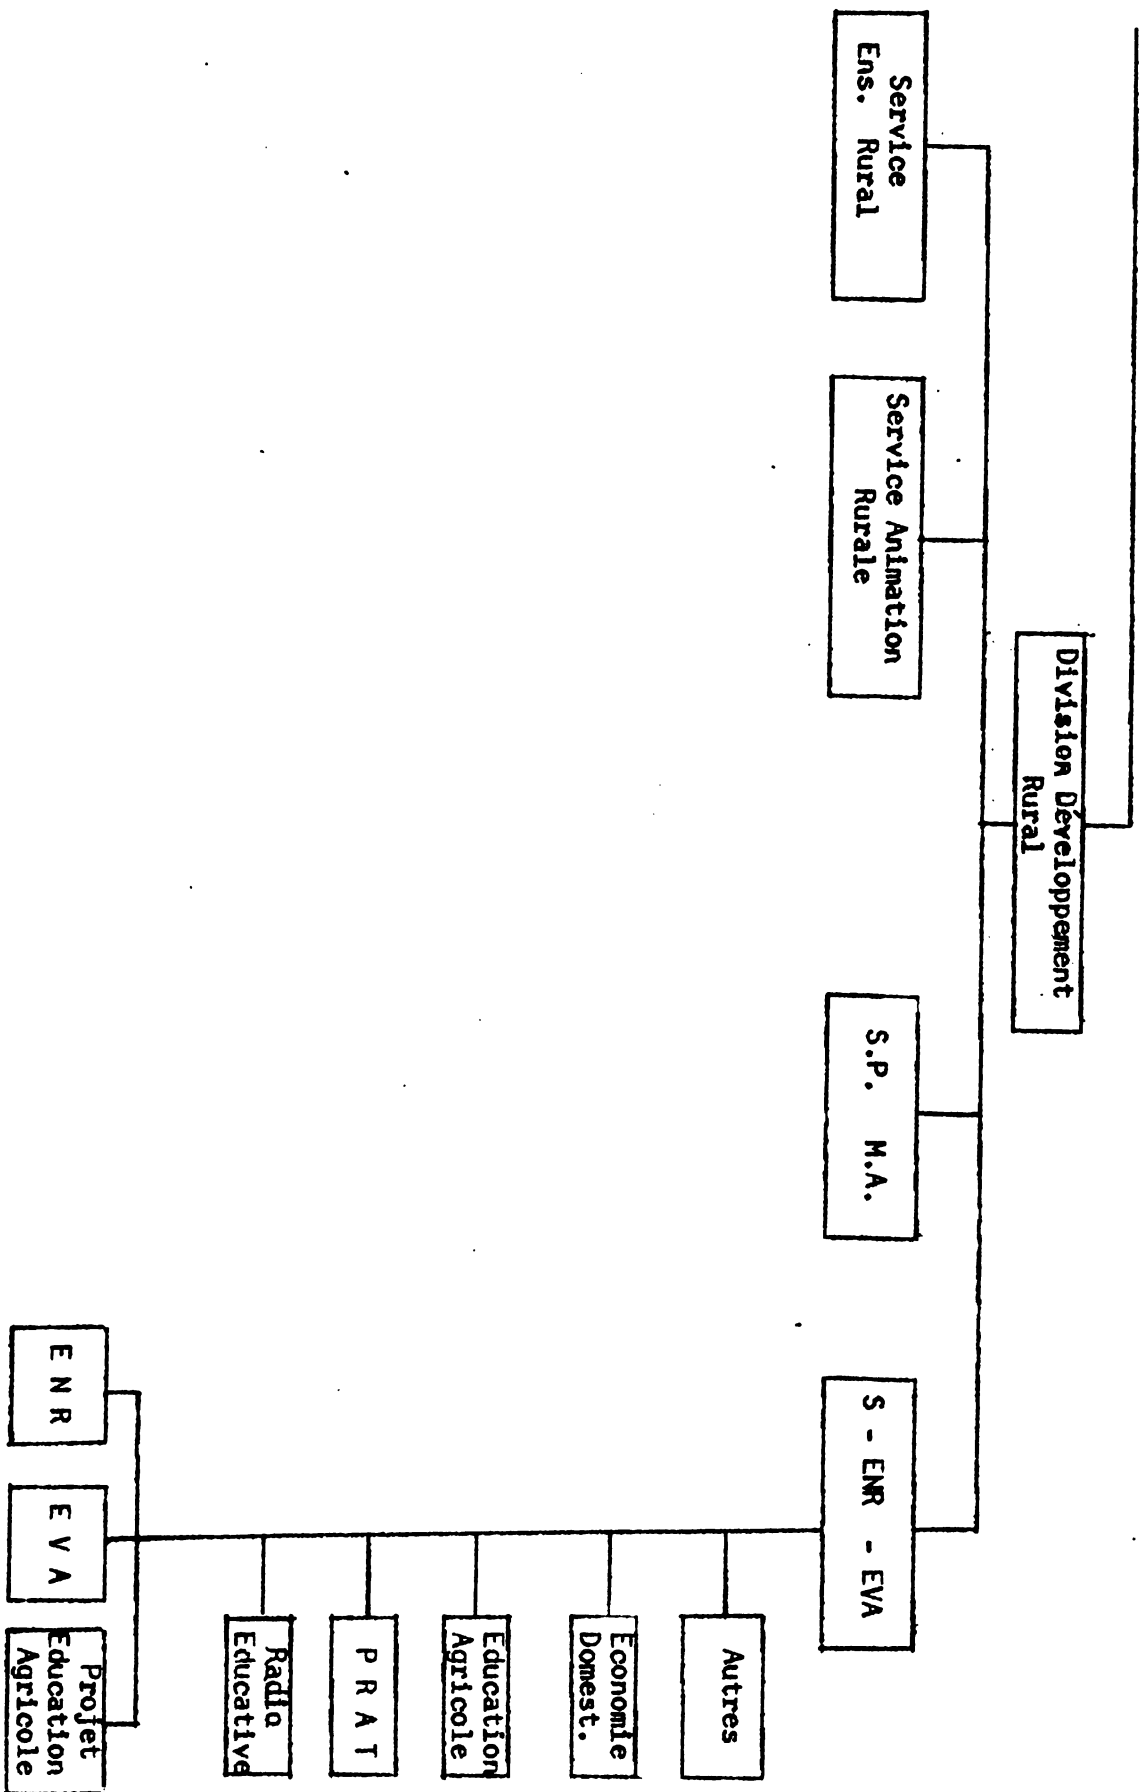 Division Développement
Rural
Service
Ens. Rural
Service Animation
Rurale
S.P. M.A.
S - ENR - EVA
Autres
Economie
Domest.
Education
Agricole
P R A T
Radio
Educative
E N R
E V A
Projet
Education
Agricole